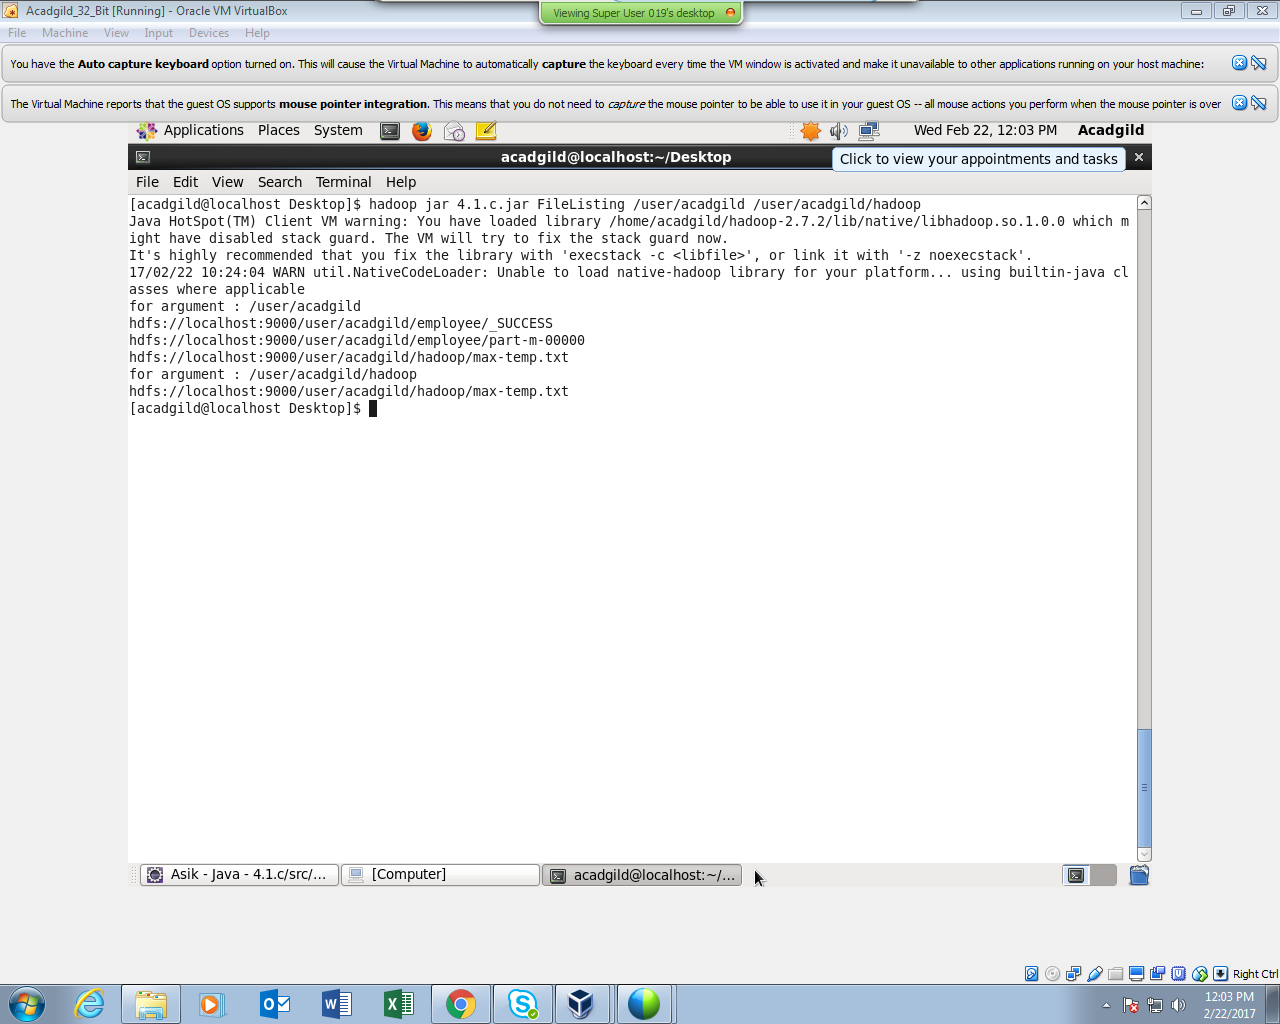 Acadgild_32_Bit [Running] - Oracle VM VirtualBox
Viewing Super User 019's desktop
File Machine View Input Devices Help
You have the Auto capture keyboard option turned on. This will cause the Virtual Machine to automatically capture the keyboard every time the VM window is activated and make it unavailable to other applications running on your host machine:
The Virtual Machine reports that the guest OS supports mouse pointer integration. This means that you do not need to capture the mouse pointer to be able to use it in your guest OS -- all mouse actions you perform when the mouse pointer is over
Applications Places System Wed Feb 22, 12:03 PM Acadgild
acadgild@localhost:~/Desktop
Click to view your appointments and tasks
File Edit View Search Terminal Help
[acadgild@localhost Desktop]$ hadoop jar 4.1.c.jar FileListing /user/acadgild /user/acadgild/hadoop
Java HotSpot(TM) Client VM warning: You have loaded library /home/acadgild/hadoop-2.7.2/lib/native/libhadoop.so.1.0.0 which m
ight have disabled stack guard. The VM will try to fix the stack guard now.
It's highly recommended that you fix the library with 'execstack -c <libfile>', or link it with '-z noexecstack'.
17/02/22 10:24:04 WARN util.NativeCodeLoader: Unable to load native-hadoop library for your platform... using builtin-java cl
asses where applicable
for argument : /user/acadgild
hdfs://localhost:9000/user/acadgild/employee/_SUCCESS
hdfs://localhost:9000/user/acadgild/employee/part-m-00000
hdfs://localhost:9000/user/acadgild/hadoop/max-temp.txt
for argument : /user/acadgild/hadoop
hdfs://localhost:9000/user/acadgild/hadoop/max-temp.txt
[acadgild@localhost Desktop]$
Asik - Java - 4.1.c/src/... [Computer] acadgild@localhost:~/...
Right Ctrl
12:03 PM
2/22/2017